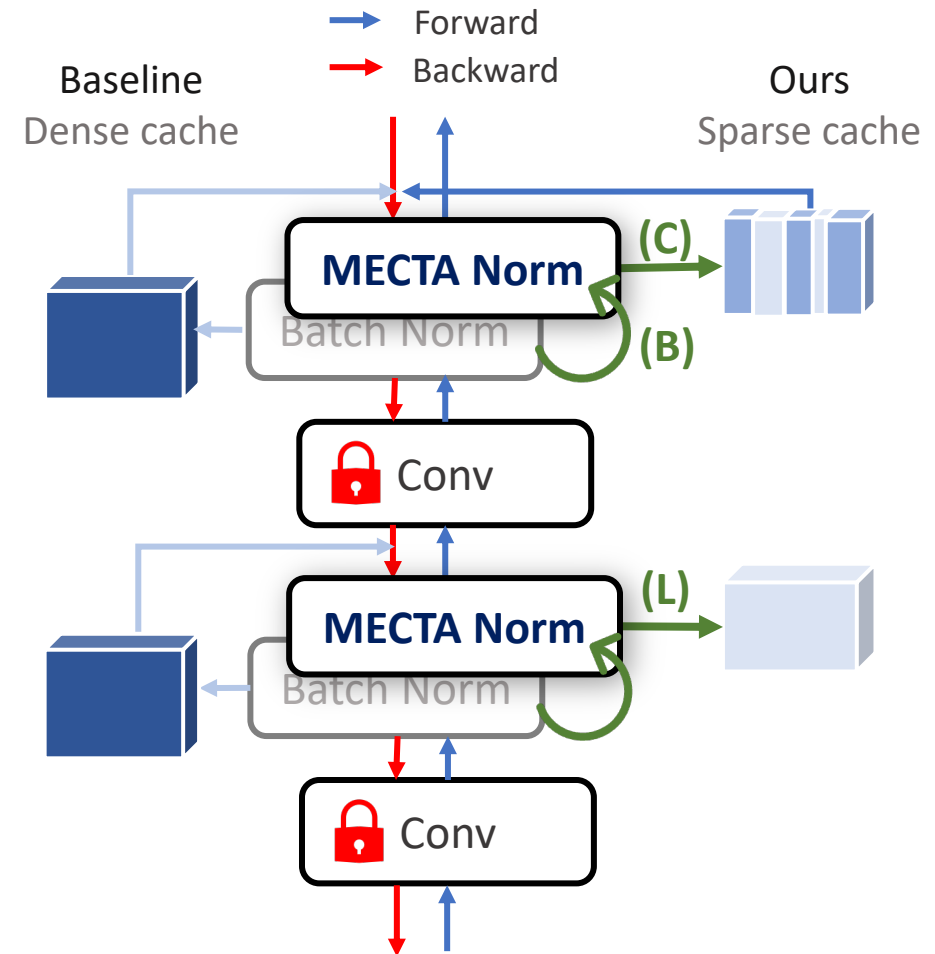 Forward
Backward
Baseline
Dense cache
Ours
Sparse cache
MECTA Norm
(C)
Batch Norm
(B)
Conv
MECTA Norm
(L)
Batch Norm
Conv